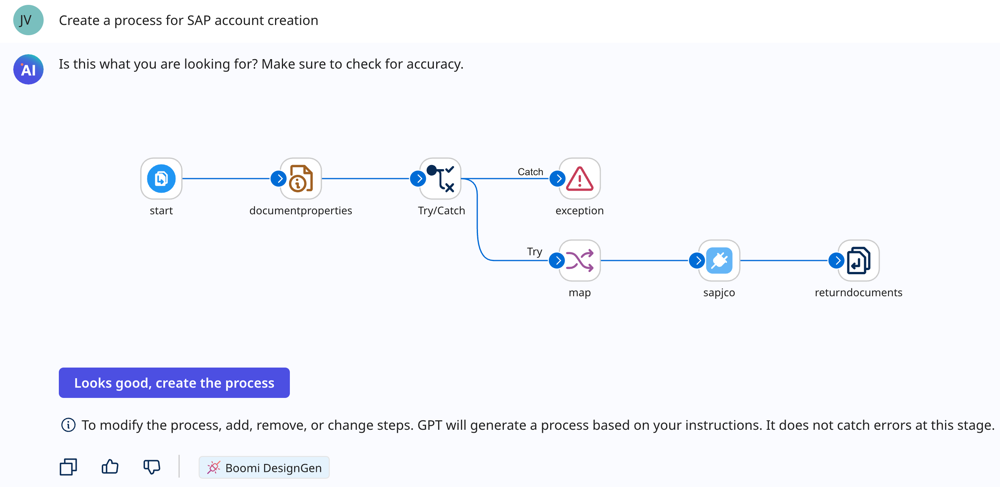 JV
Create a process for SAP account creation
AI
Is this what you are looking for? Make sure to check for accuracy.
Catch
start
documentproperties
Try/Catch
exception
Try
map
sapjco
returndocuments
Looks good, create the process
To modify the process, add, remove, or change steps. GPT will generate a process based on your instructions. It does not catch errors at this stage.
Boomi DesignGen